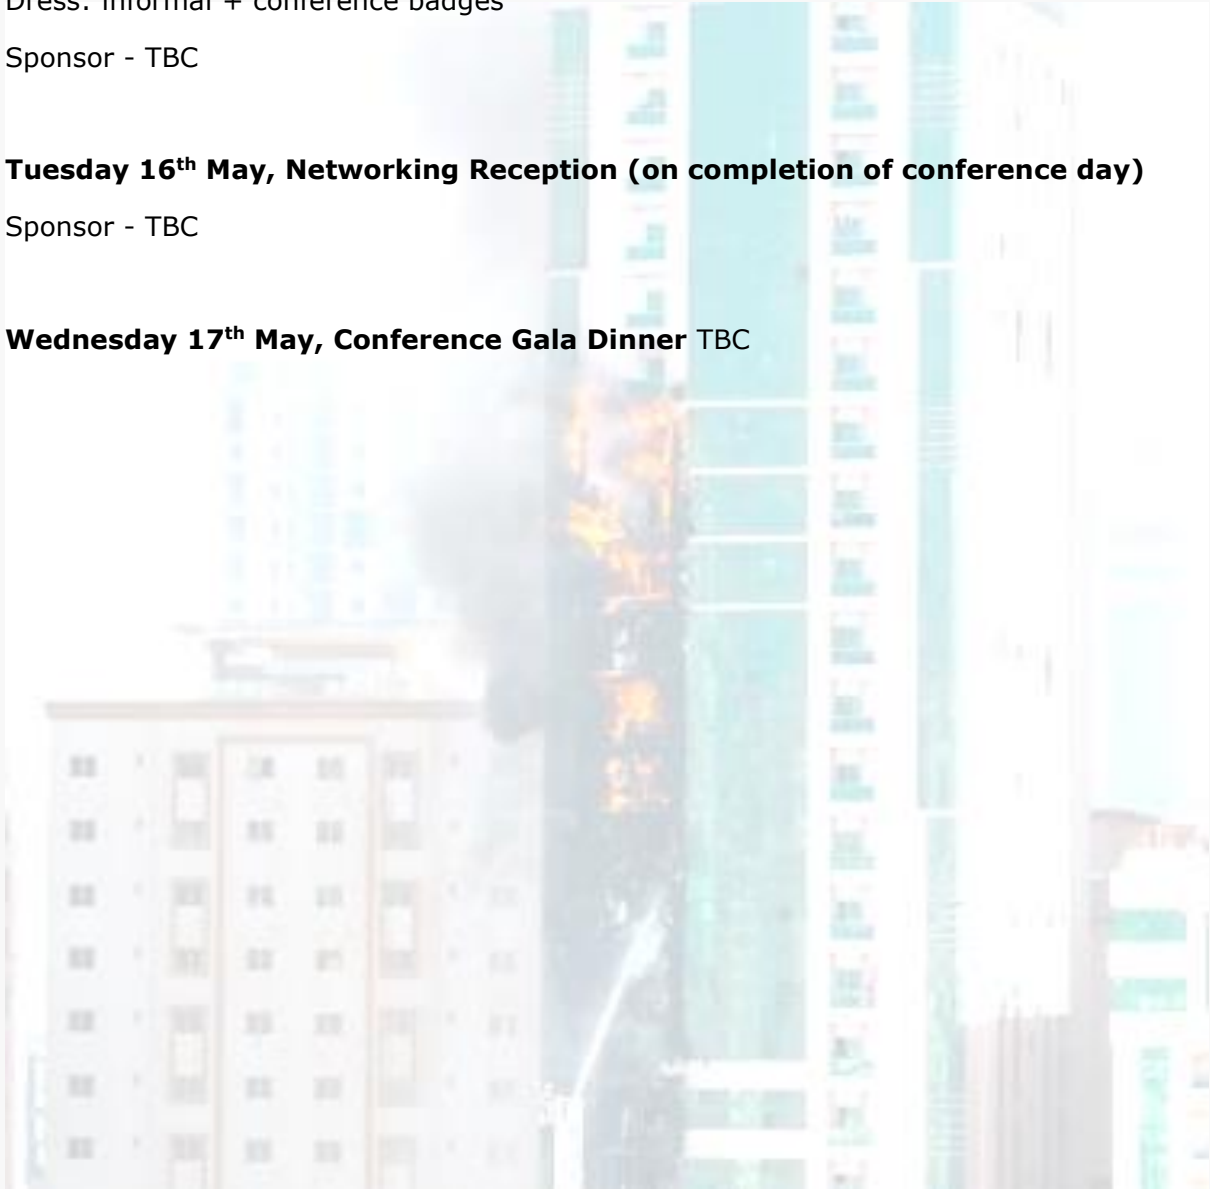 Dress: informal + conference badges
Sponsor - TBC
Tuesday 16th May, Networking Reception (on completion of conference day)
Sponsor - TBC
Wednesday 17th May, Conference Gala Dinner TBC